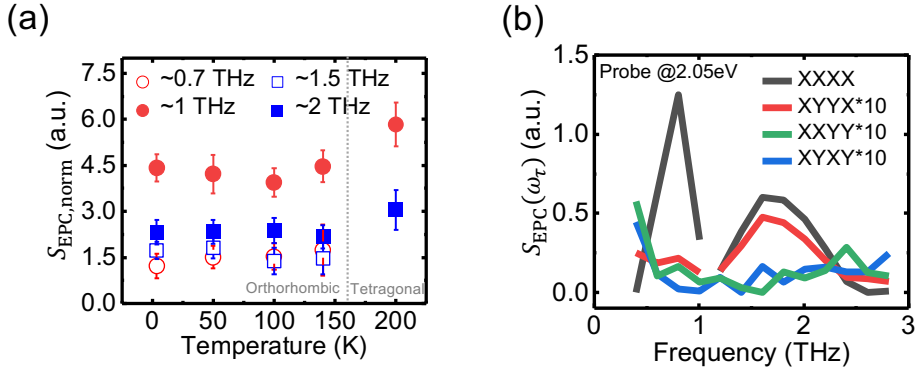 (a)
S_EPC,norm (a.u.)
7.5
6.0
4.5
3.0
1.5
0.0
~0.7 THz
~1.5 THz
~1 THz
~2 THz
Orthorhombic
Tetragonal
0 50 100 150 200
Temperature (K)
(b)
S_EPC(ω_τ) (a.u.)
1.5
1.0
0.5
0.0
Probe @2.05eV
XXXX
XYYX*10
XXYY*10
XYXY*10
0 1 2 3
Frequency (THz)